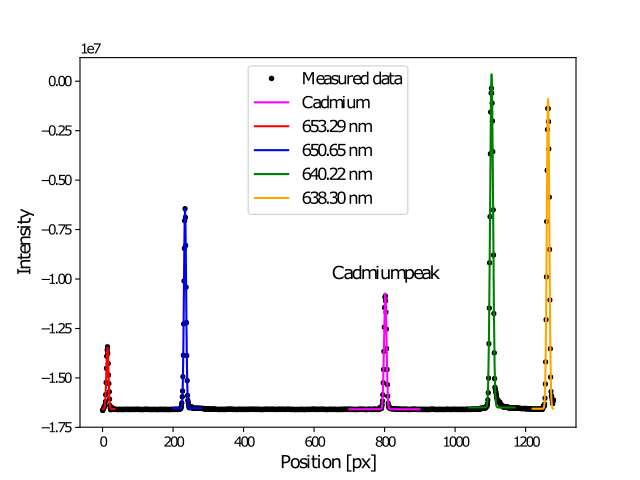 1e7
0.00
−0.25
−0.50
−0.75
−1.00
−1.25
−1.50
−1.75
Intensity
Measured data
Cadmium
653.29 nm
650.65 nm
640.22 nm
638.30 nm
Cadmiumpeak
0 200 400 600 800 1000 1200
Position [px]